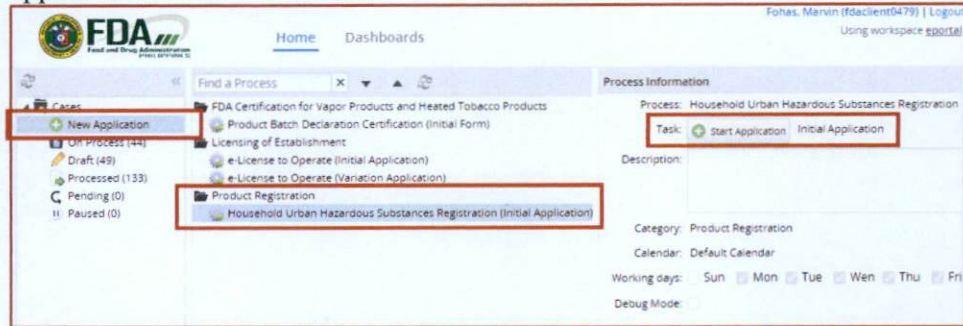 Fohas, Marvin (fdaclient0479) | Logout
Using workspace eportal
FDA
Food and Drug Administration
PHILIPPINES
Home Dashboards
Find a Process
Process Information
Cases
New Application
On Process (44)
Draft (49)
Processed (133)
Pending (0)
Paused (0)
FDA Certification for Vapor Products and Heated Tobacco Products
Product Batch Declaration Certification (Initial Form)
Licensing of Establishment
e-License to Operate (Initial Application)
e-License to Operate (Variation Application)
Product Registration
Household Urban Hazardous Substances Registration (Initial Application)
Process: Household Urban Hazardous Substances Registration
Task: Start Application Initial Application
Description:
Category: Product Registration
Calendar: Default Calendar
Working days: Sun Mon Tue Wen Thu Fri
Debug Mode: